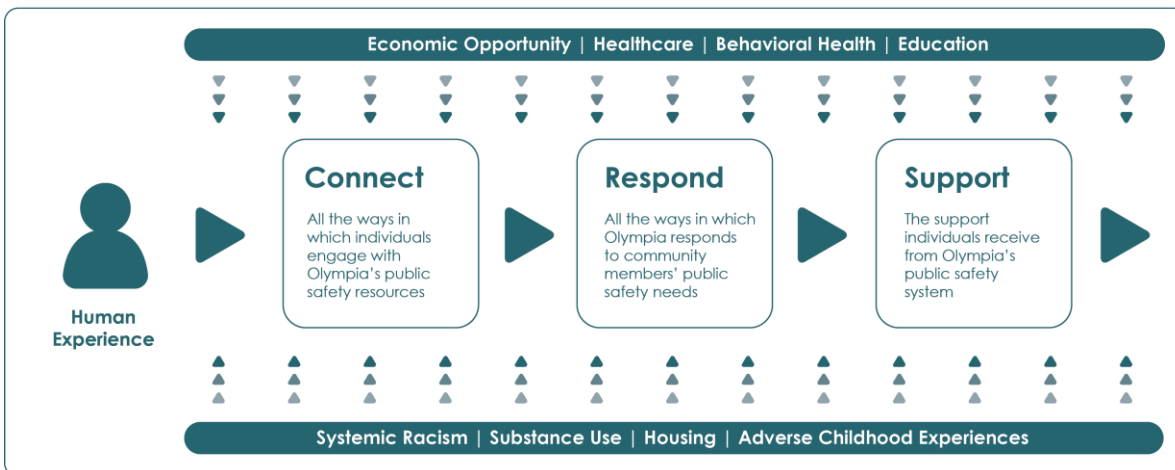 Economic Opportunity | Healthcare | Behavioral Health | Education
Human
Experience
Connect
All the ways in
which individuals
engage with
Olympia’s public
safety resources
Respond
All the ways in which
Olympia responds
to community
members’ public
safety needs
Support
The support
individuals receive
from Olympia’s
public safety
system
Systemic Racism | Substance Use | Housing | Adverse Childhood Experiences